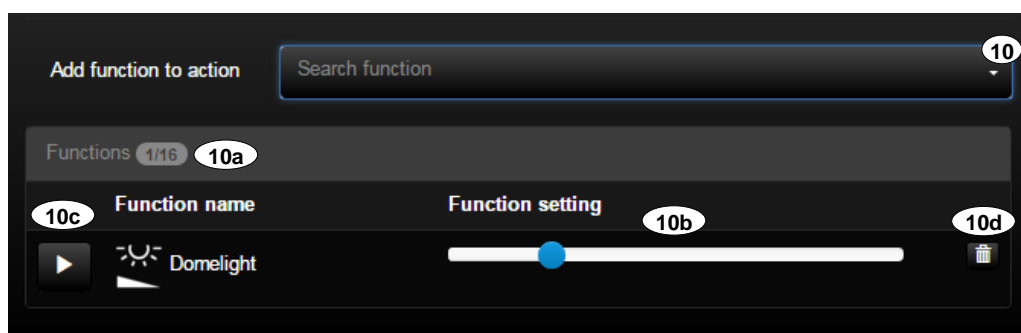 10
Add function to action Search function
Functions 1/16 10a
10c Function name Function setting 10b 10d
Domelight